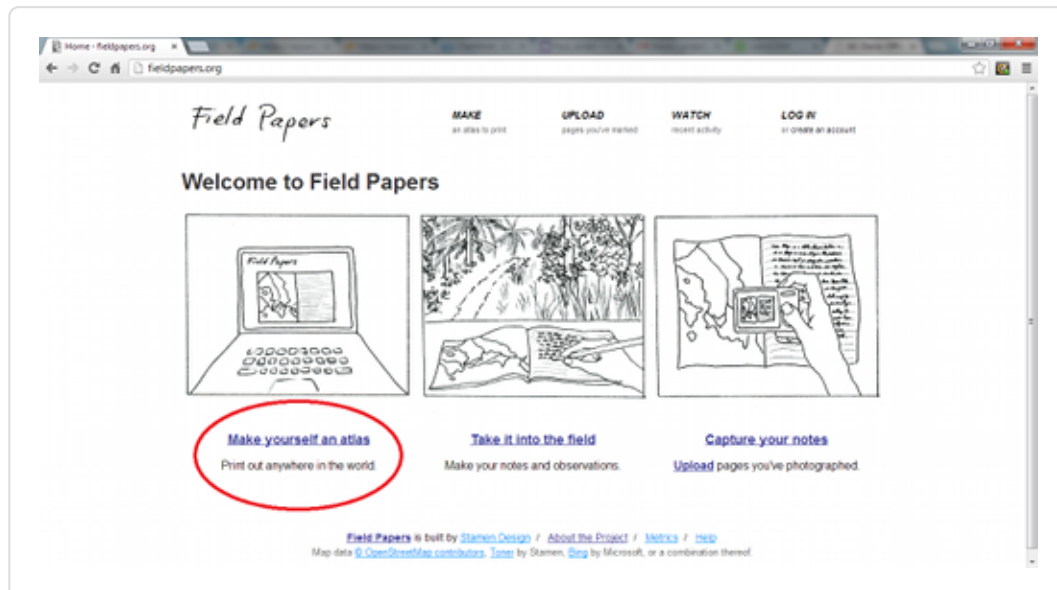 Home - fieldpapers.org
fieldpapers.org
Field Papers
MAKE
an atlas to print
UPLOAD
pages you've marked
WATCH
recent activity
LOG IN
or create an account
Welcome to Field Papers
Field Papers
Make yourself an atlas
Print out anywhere in the world.
Take it into the field
Make your notes and observations.
Capture your notes
Upload pages you've photographed.
Field Papers is built by Stamen Design / About the Project / Metrics / Help
Map data © OpenStreetMap contributors, Toner by Stamen, Bing by Microsoft, or a combination thereof.